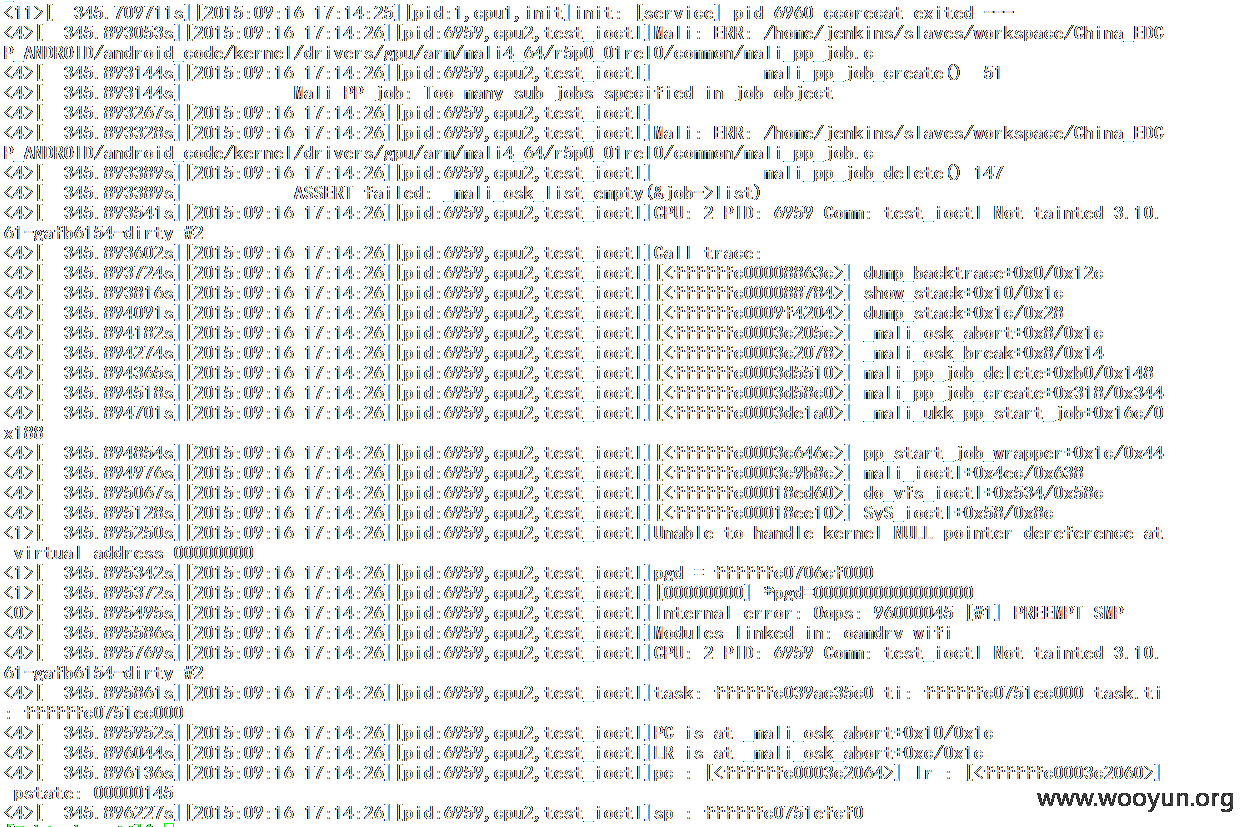 <11>[  345.709711s][2015:09:16 17:14:25][pid:1,cpu1,init]init: [service] pid 6960 ccorecat exited ---
<4>[  345.893053s][2015:09:16 17:14:26][pid:6959,cpu2,test_ioctl]Mali: ERR: /home/jenkins/slaves/workspace/China_EDC
P_ANDROID/android_code/kernel/drivers/gpu/arm/mali4_64/r5p0_01rel0/common/mali_pp_job.c
<4>[  345.893144s][2015:09:16 17:14:26][pid:6959,cpu2,test_ioctl]           mali_pp_job_create()  51
<4>[  345.893144s]           Mali PP job: Too many sub jobs specified in job object
<4>[  345.893267s][2015:09:16 17:14:26][pid:6959,cpu2,test_ioctl]
<4>[  345.893328s][2015:09:16 17:14:26][pid:6959,cpu2,test_ioctl]Mali: ERR: /home/jenkins/slaves/workspace/China_EDC
P_ANDROID/android_code/kernel/drivers/gpu/arm/mali4_64/r5p0_01rel0/common/mali_pp_job.c
<4>[  345.893389s][2015:09:16 17:14:26][pid:6959,cpu2,test_ioctl]           mali_pp_job_delete() 147
<4>[  345.893389s]           ASSERT failed: _mali_osk_list_empty(&job->list)
<4>[  345.893541s][2015:09:16 17:14:26][pid:6959,cpu2,test_ioctl]CPU: 2 PID: 6959 Comm: test_ioctl Not tainted 3.10.
61-gafb6154-dirty #2
<4>[  345.893602s][2015:09:16 17:14:26][pid:6959,cpu2,test_ioctl]Call trace:
<4>[  345.893724s][2015:09:16 17:14:26][pid:6959,cpu2,test_ioctl][<ffffffc00008863c>] dump_backtrace+0x0/0x12c
<4>[  345.893816s][2015:09:16 17:14:26][pid:6959,cpu2,test_ioctl][<ffffffc000088784>] show_stack+0x10/0x1c
<4>[  345.894091s][2015:09:16 17:14:26][pid:6959,cpu2,test_ioctl][<ffffffc0009f4204>] dump_stack+0x1c/0x28
<4>[  345.894182s][2015:09:16 17:14:26][pid:6959,cpu2,test_ioctl][<ffffffc0003c205c>] _mali_osk_abort+0x8/0x1c
<4>[  345.894274s][2015:09:16 17:14:26][pid:6959,cpu2,test_ioctl][<ffffffc0003c2078>] _mali_osk_break+0x8/0x14
<4>[  345.894365s][2015:09:16 17:14:26][pid:6959,cpu2,test_ioctl][<ffffffc0003d5510>] mali_pp_job_delete+0xb0/0x148
<4>[  345.894518s][2015:09:16 17:14:26][pid:6959,cpu2,test_ioctl][<ffffffc0003d58c0>] mali_pp_job_create+0x318/0x344
<4>[  345.894701s][2015:09:16 17:14:26][pid:6959,cpu2,test_ioctl][<ffffffc0003de1a0>] _mali_ukk_pp_start_job+0x16c/0
x188
<4>[  345.894854s][2015:09:16 17:14:26][pid:6959,cpu2,test_ioctl][<ffffffc0003c646c>] pp_start_job_wrapper+0x1c/0x44
<4>[  345.894976s][2015:09:16 17:14:26][pid:6959,cpu2,test_ioctl][<ffffffc0003c9b8c>] mali_ioctl+0x4ec/0x638
<4>[  345.895067s][2015:09:16 17:14:26][pid:6959,cpu2,test_ioctl][<ffffffc00018ed60>] do_vfs_ioctl+0x534/0x58c
<4>[  345.895128s][2015:09:16 17:14:26][pid:6959,cpu2,test_ioctl][<ffffffc00018ee10>] SyS_ioctl+0x58/0x8c
<1>[  345.895250s][2015:09:16 17:14:26][pid:6959,cpu2,test_ioctl]Unable to handle kernel NULL pointer dereference at
 virtual address 00000000
<1>[  345.895342s][2015:09:16 17:14:26][pid:6959,cpu2,test_ioctl]pgd = ffffffc0706cf000
<1>[  345.895372s][2015:09:16 17:14:26][pid:6959,cpu2,test_ioctl][00000000] *pgd=0000000000000000
<0>[  345.895495s][2015:09:16 17:14:26][pid:6959,cpu2,test_ioctl]Internal error: Oops: 96000045 [#1] PREEMPT SMP
<4>[  345.895586s][2015:09:16 17:14:26][pid:6959,cpu2,test_ioctl]Modules linked in: oamdrv wifi
<4>[  345.895769s][2015:09:16 17:14:26][pid:6959,cpu2,test_ioctl]CPU: 2 PID: 6959 Comm: test_ioctl Not tainted 3.10.
61-gafb6154-dirty #2
<4>[  345.895861s][2015:09:16 17:14:26][pid:6959,cpu2,test_ioctl]task: ffffffc039ac35c0 ti: ffffffc0751ec000 task.ti
: ffffffc0751ec000
<4>[  345.895952s][2015:09:16 17:14:26][pid:6959,cpu2,test_ioctl]PC is at _mali_osk_abort+0x10/0x1c
<4>[  345.896044s][2015:09:16 17:14:26][pid:6959,cpu2,test_ioctl]LR is at _mali_osk_abort+0xc/0x1c
<4>[  345.896136s][2015:09:16 17:14:26][pid:6959,cpu2,test_ioctl]pc : [<ffffffc0003c2064>] lr : [<ffffffc0003c2060>]
 pstate: 00000145
<4>[  345.896227s][2015:09:16 17:14:26][pid:6959,cpu2,test_ioctl]sp : ffffffc0751efcf0
www.wooyun.org